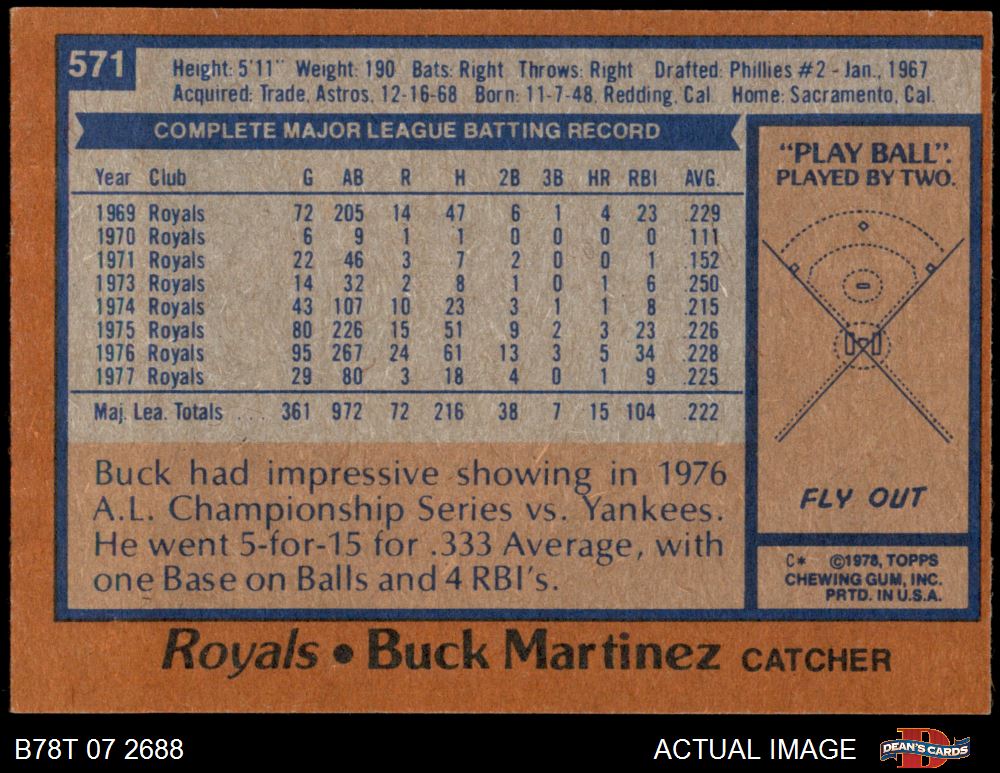 571
Height: 5'11" Weight: 190 Bats: Right Throws: Right Drafted: Phillies #2 - Jan., 1967
Acquired: Trade, Astros, 12-16-68 Born: 11-7-48, Redding, Cal. Home: Sacramento, Cal.
COMPLETE MAJOR LEAGUE BATTING RECORD
Year Club G AB R H 2B 3B HR RBI AVG.
1969 Royals 72 205 14 47 6 1 4 23 .229
1970 Royals 6 9 1 1 0 0 0 0 .111
1971 Royals 22 46 3 7 2 0 0 1 .152
1973 Royals 14 32 2 8 1 0 1 6 .250
1974 Royals 43 107 10 23 3 1 1 8 .215
1975 Royals 80 226 15 51 9 2 3 23 .226
1976 Royals 95 267 24 61 13 3 5 34 .228
1977 Royals 29 80 3 18 4 0 1 9 .225
Maj. Lea. Totals .... 361 972 72 216 38 7 15 104 .222
Buck had impressive showing in 1976
A.L. Championship Series vs. Yankees.
He went 5-for-15 for .333 Average, with
one Base on Balls and 4 RBI's.
"PLAY BALL".
PLAYED BY TWO.
FLY OUT
C* ©1978, TOPPS
CHEWING GUM, INC.
PRTD. IN U.S.A.
Royals • Buck Martinez CATCHER
B78T 07 2688 ACTUAL IMAGE
DEAN'S CARDS